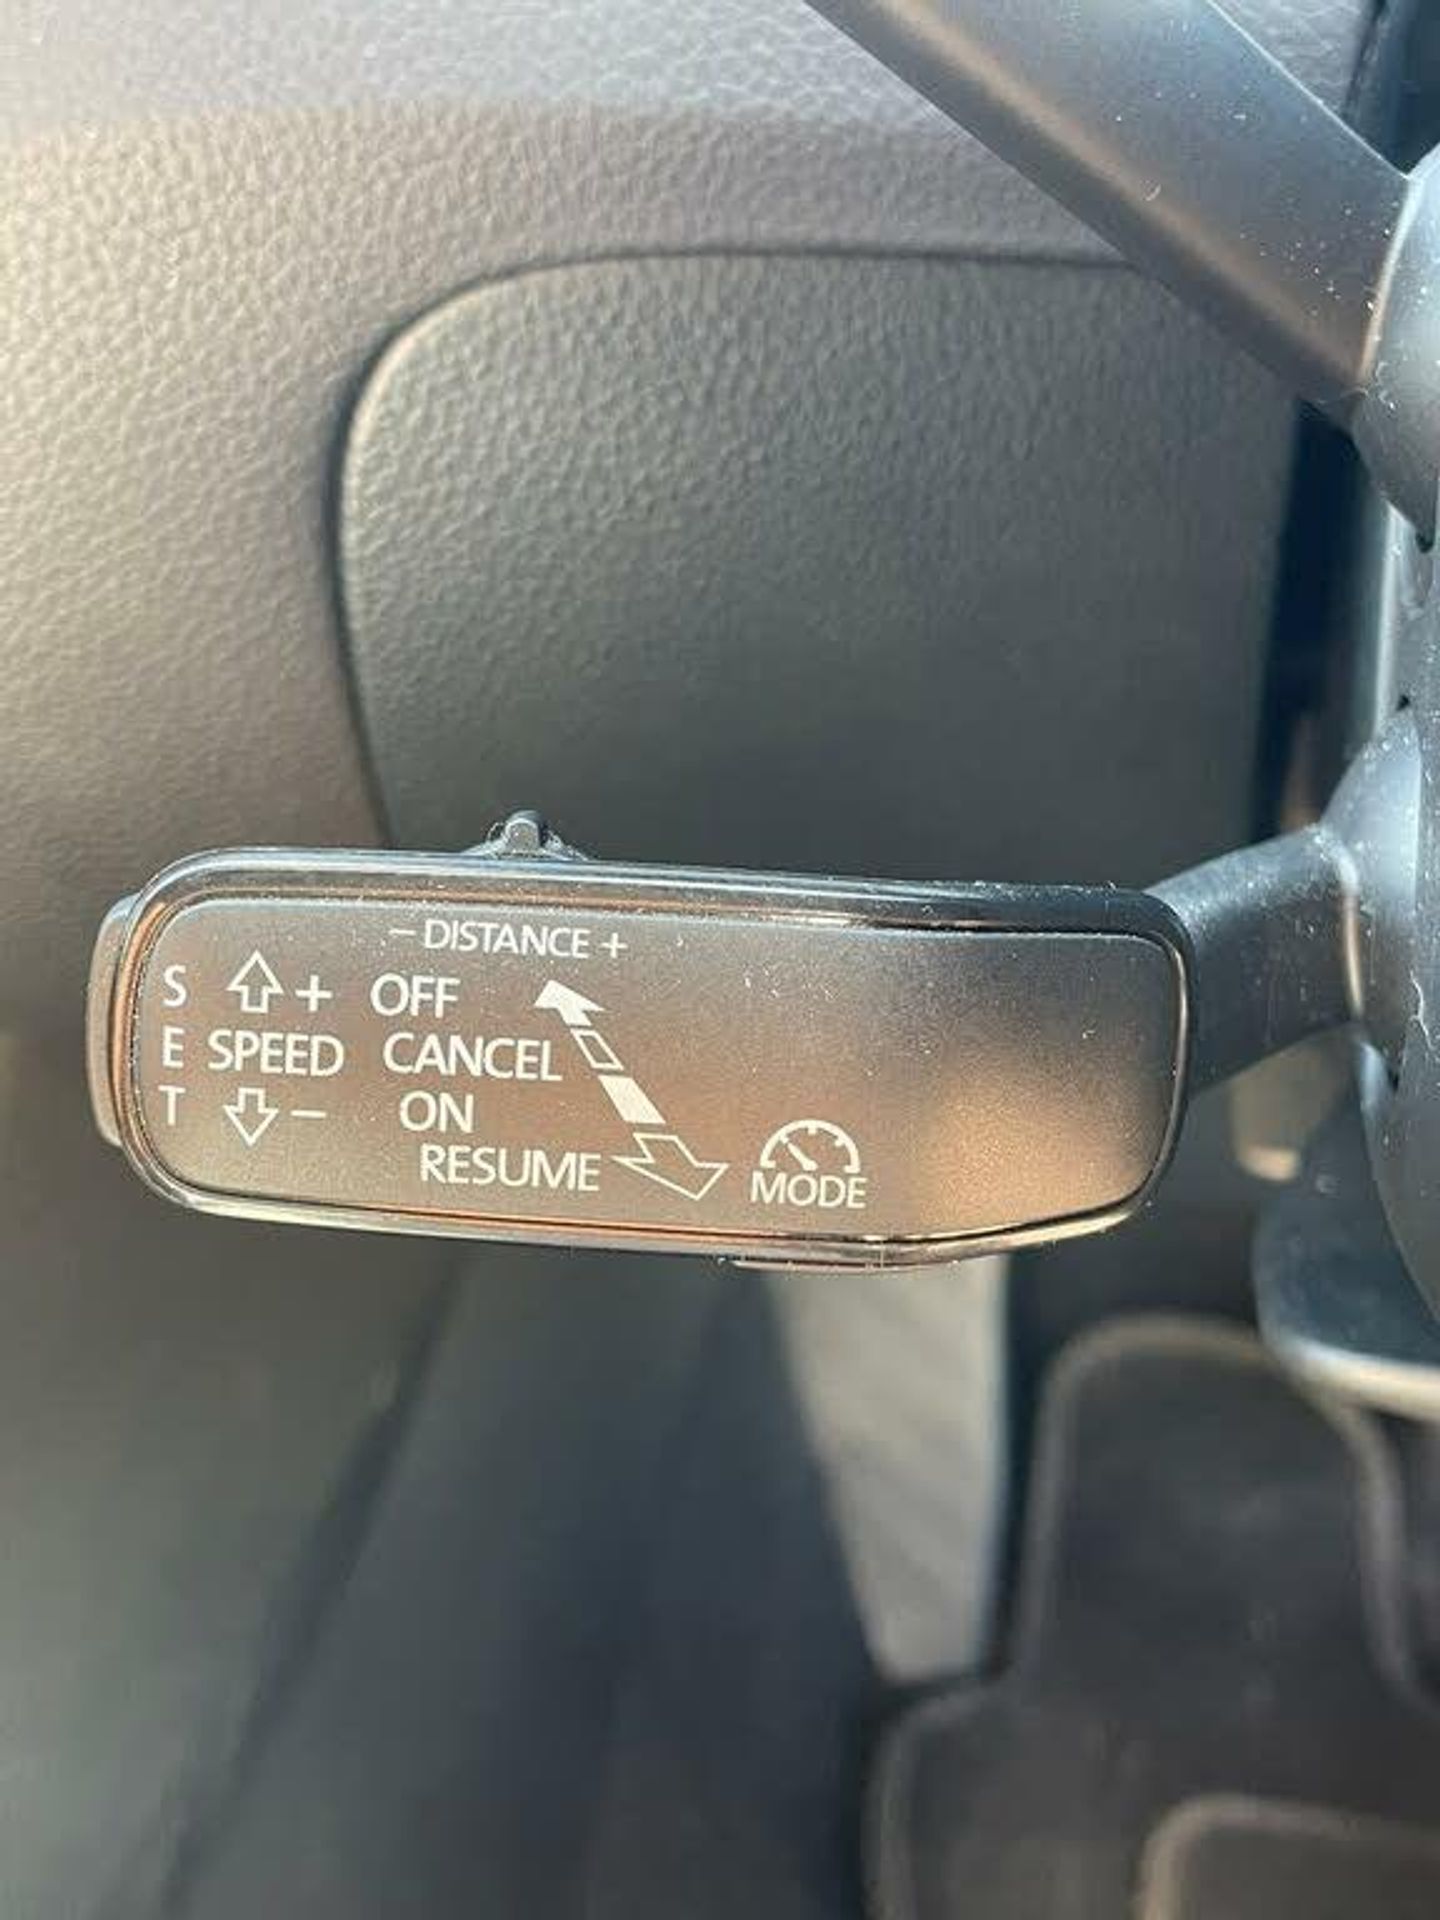 − DISTANCE +
S + OFF
E SPEED CANCEL
T − ON
RESUME
MODE